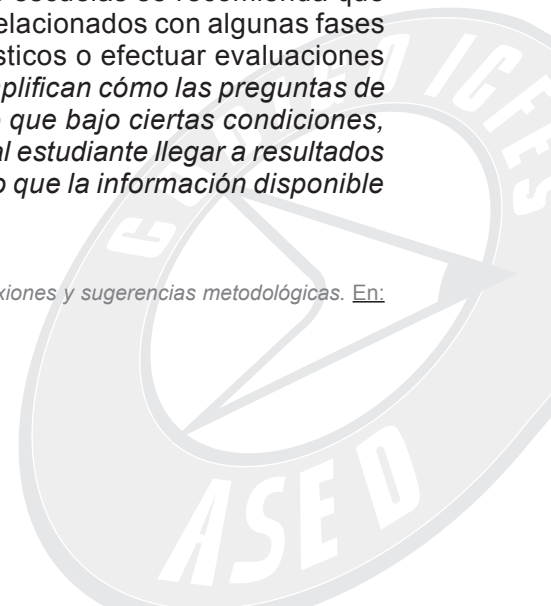 escuelas se recomienda que
elacionados con algunas fases
sticos o efectuar evaluaciones
plifican cómo las preguntas de
que bajo ciertas condiciones,
al estudiante llegar a resultados
o que la información disponible
xiones y sugerencias metodológicas. En:
ICFES
ASED